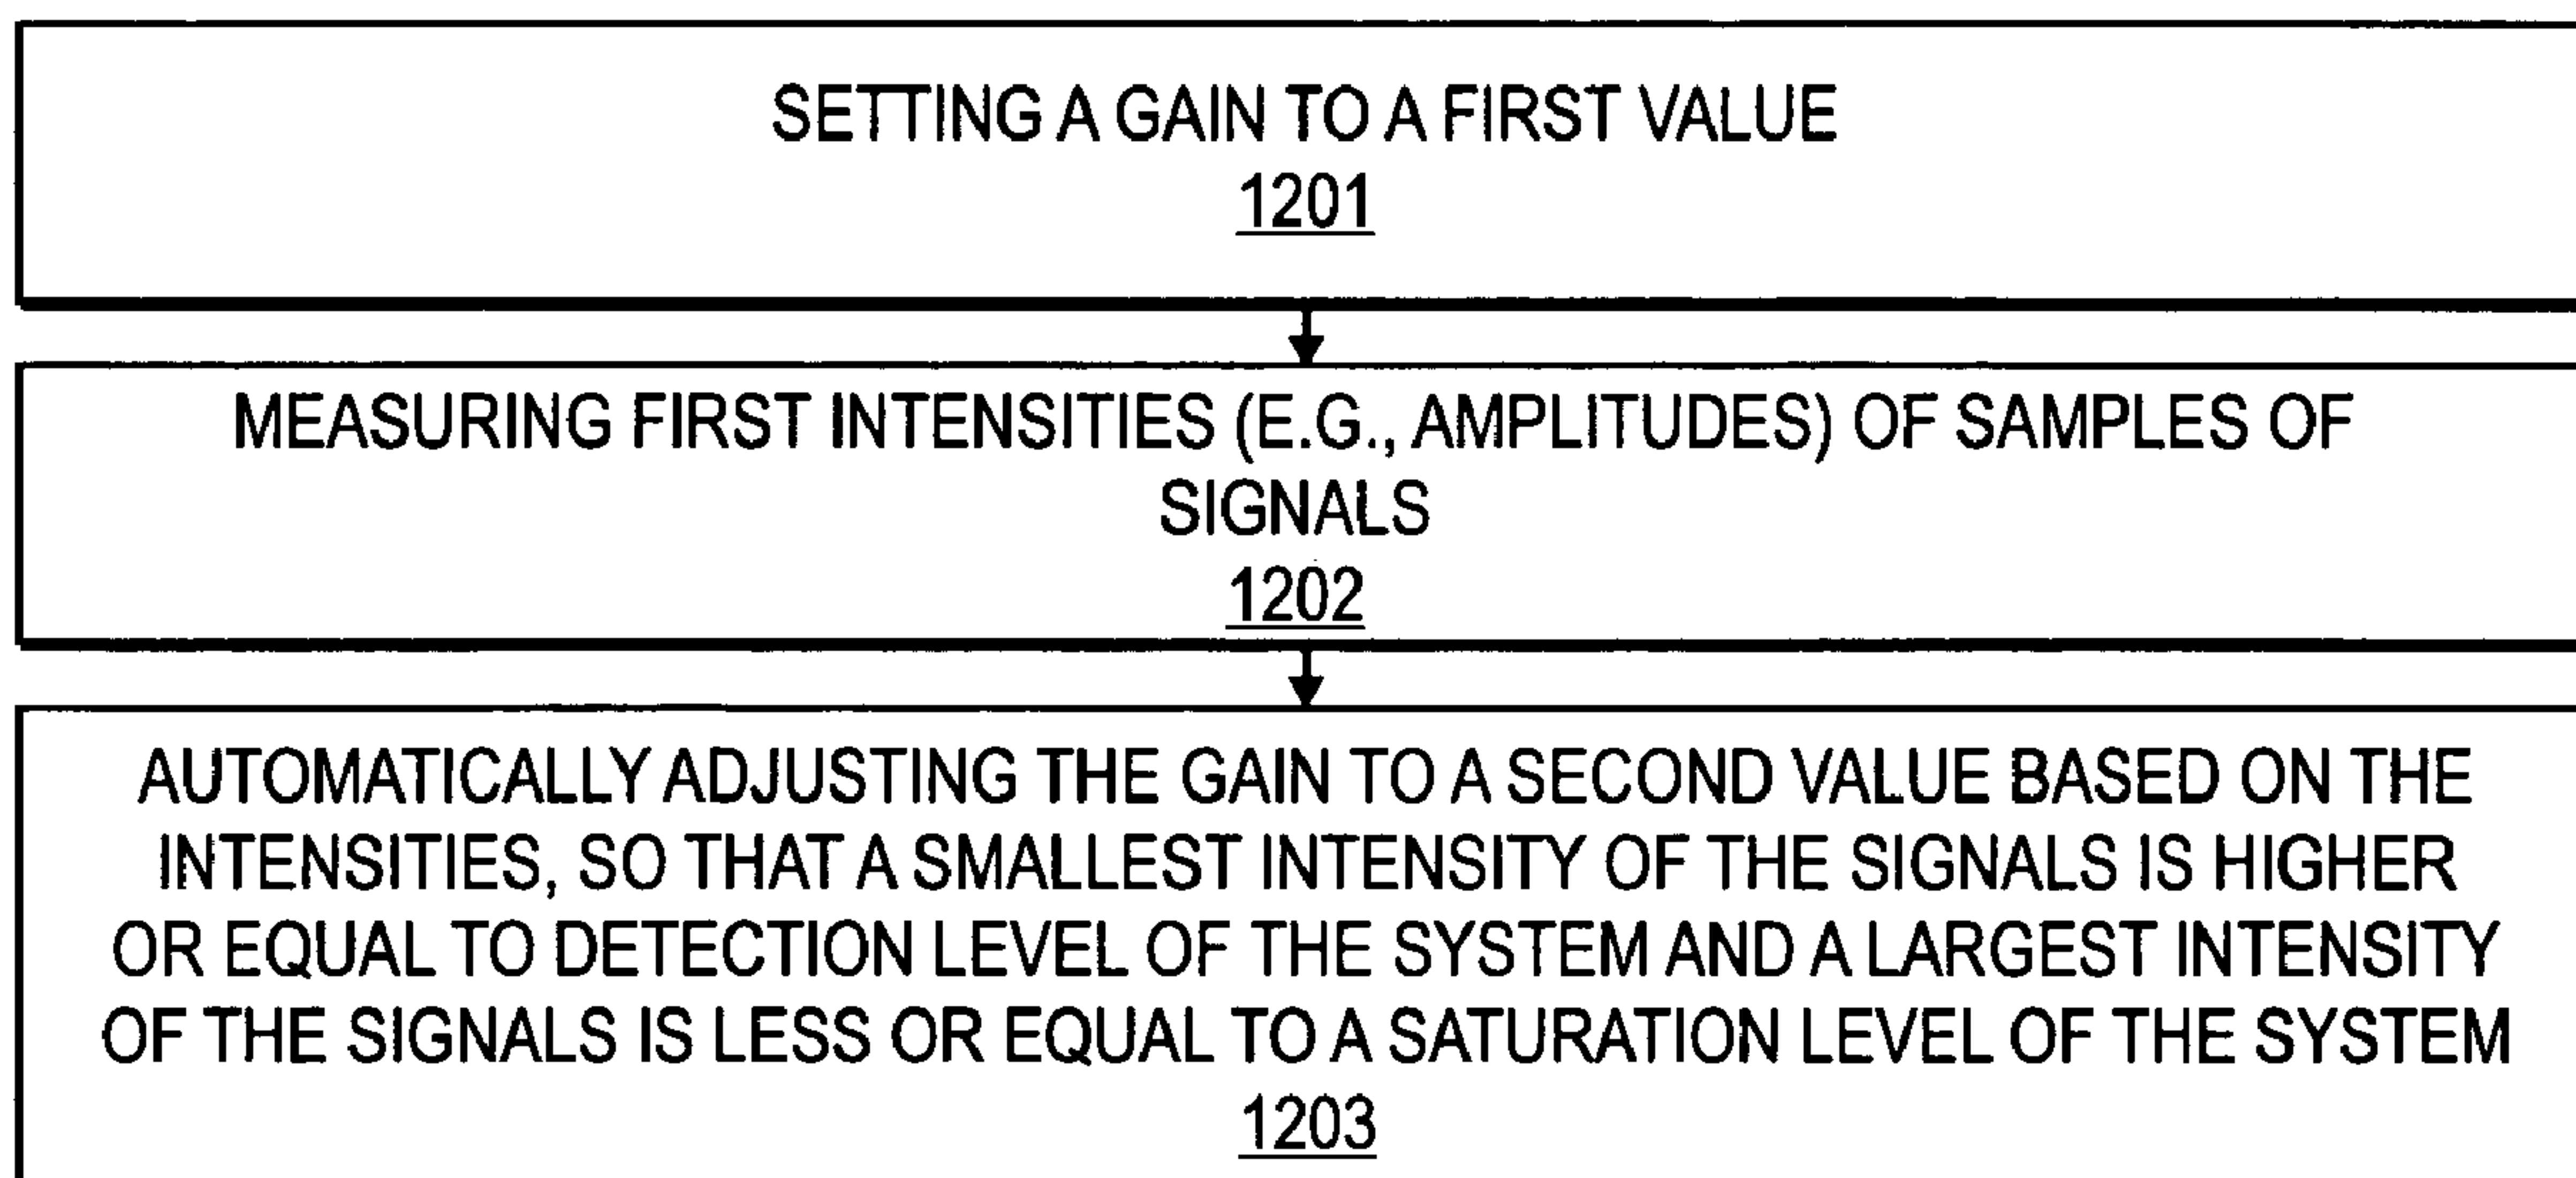 SETTING A GAIN TO A FIRST VALUE
1201
MEASURING FIRST INTENSITIES (E.G., AMPLITUDES) OF SAMPLES OF
SIGNALS
1202
AUTOMATICALLY ADJUSTING THE GAIN TO A SECOND VALUE BASED ON THE
INTENSITIES, SO THAT A SMALLEST INTENSITY OF THE SIGNALS IS HIGHER
OR EQUAL TO DETECTION LEVEL OF THE SYSTEM AND A LARGEST INTENSITY
OF THE SIGNALS IS LESS OR EQUAL TO A SATURATION LEVEL OF THE SYSTEM
1203